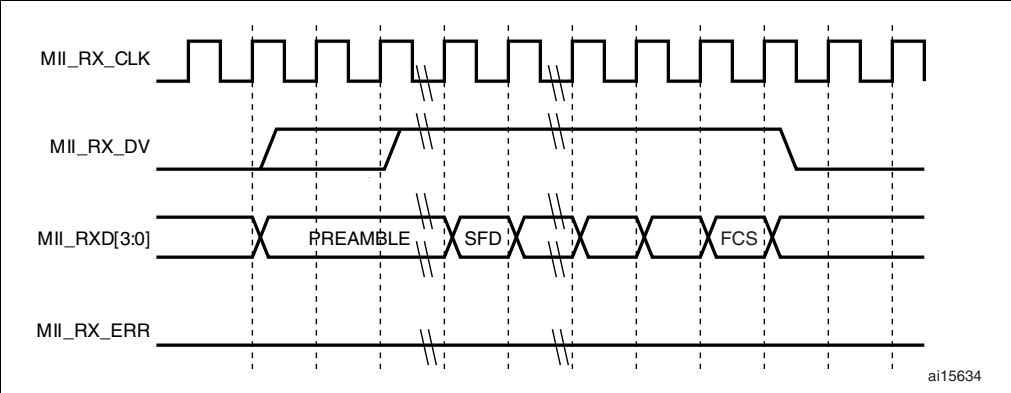 MII_RX_CLK
MII_RX_DV
MII_RXD[3:0]
PREAMBLE
SFD
FCS
MII_RX_ERR
ai15634